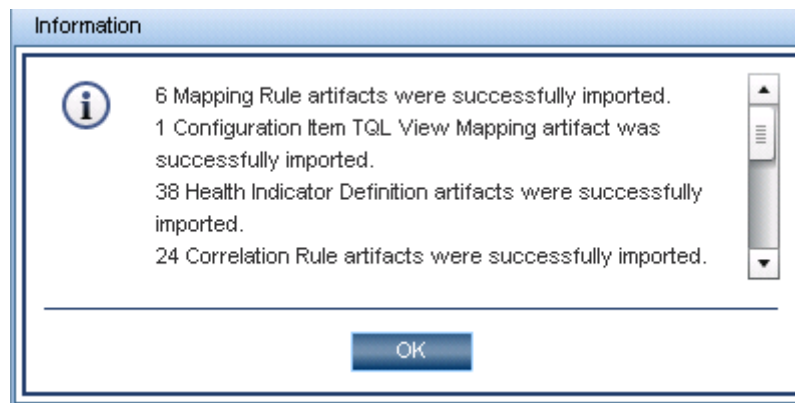 Information
6 Mapping Rule artifacts were successfully imported.
1 Configuration Item TQL View Mapping artifact was
successfully imported.
38 Health Indicator Definition artifacts were successfully
imported.
24 Correlation Rule artifacts were successfully imported.
OK